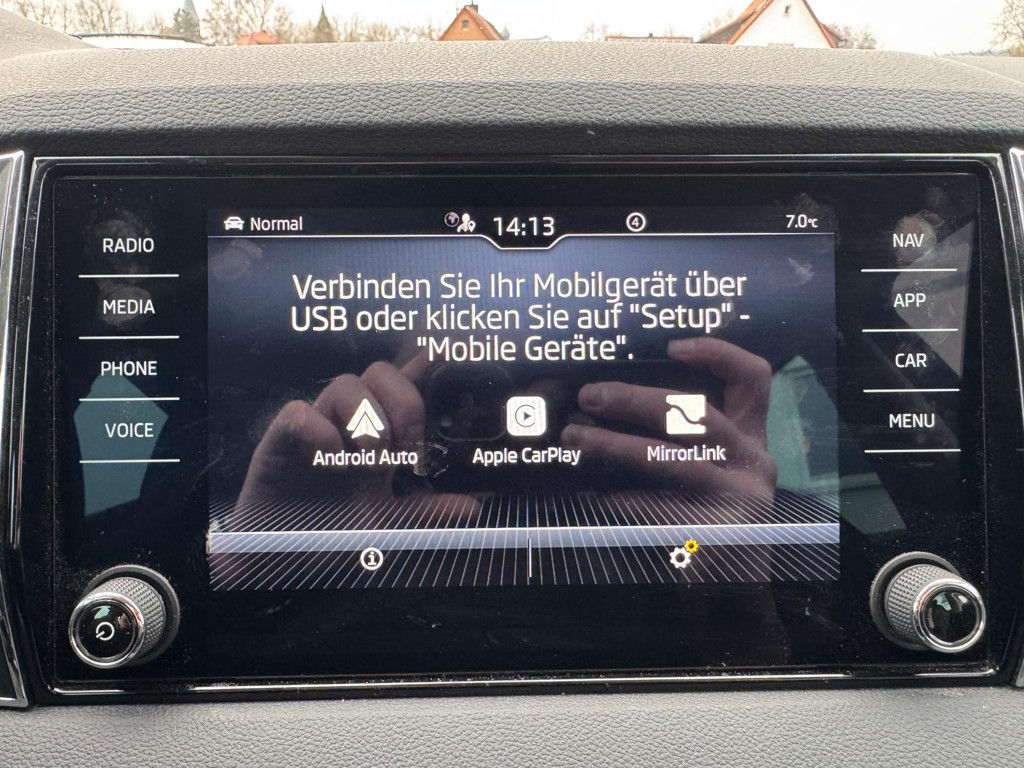 Normal
14:13
4
7.0°C
RADIO
MEDIA
PHONE
VOICE
Verbinden Sie Ihr Mobilgerät über
USB oder klicken Sie auf "Setup" -
"Mobile Geräte".
Android Auto
Apple CarPlay
MirrorLink
i
NAV
APP
CAR
MENU